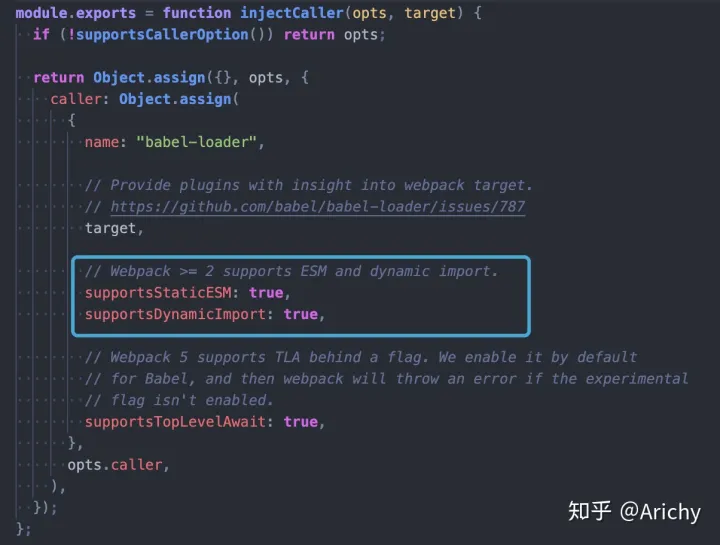 module.exports = function injectCaller(opts, target) {
  if (!supportsCallerOption()) return opts;

  return Object.assign({}, opts, {
    caller: Object.assign(
      {
        name: "babel-loader",

        // Provide plugins with insight into webpack target.
        // https://github.com/babel/babel-loader/issues/787
        target,

        // Webpack >= 2 supports ESM and dynamic import.
        supportsStaticESM: true,
        supportsDynamicImport: true,

        // Webpack 5 supports TLA behind a flag. We enable it by default
        // for Babel, and then webpack will throw an error if the experimental
        // flag isn't enabled.
        supportsTopLevelAwait: true,
      },
      opts.caller,
    ),
  });
};
知乎 @Arichy